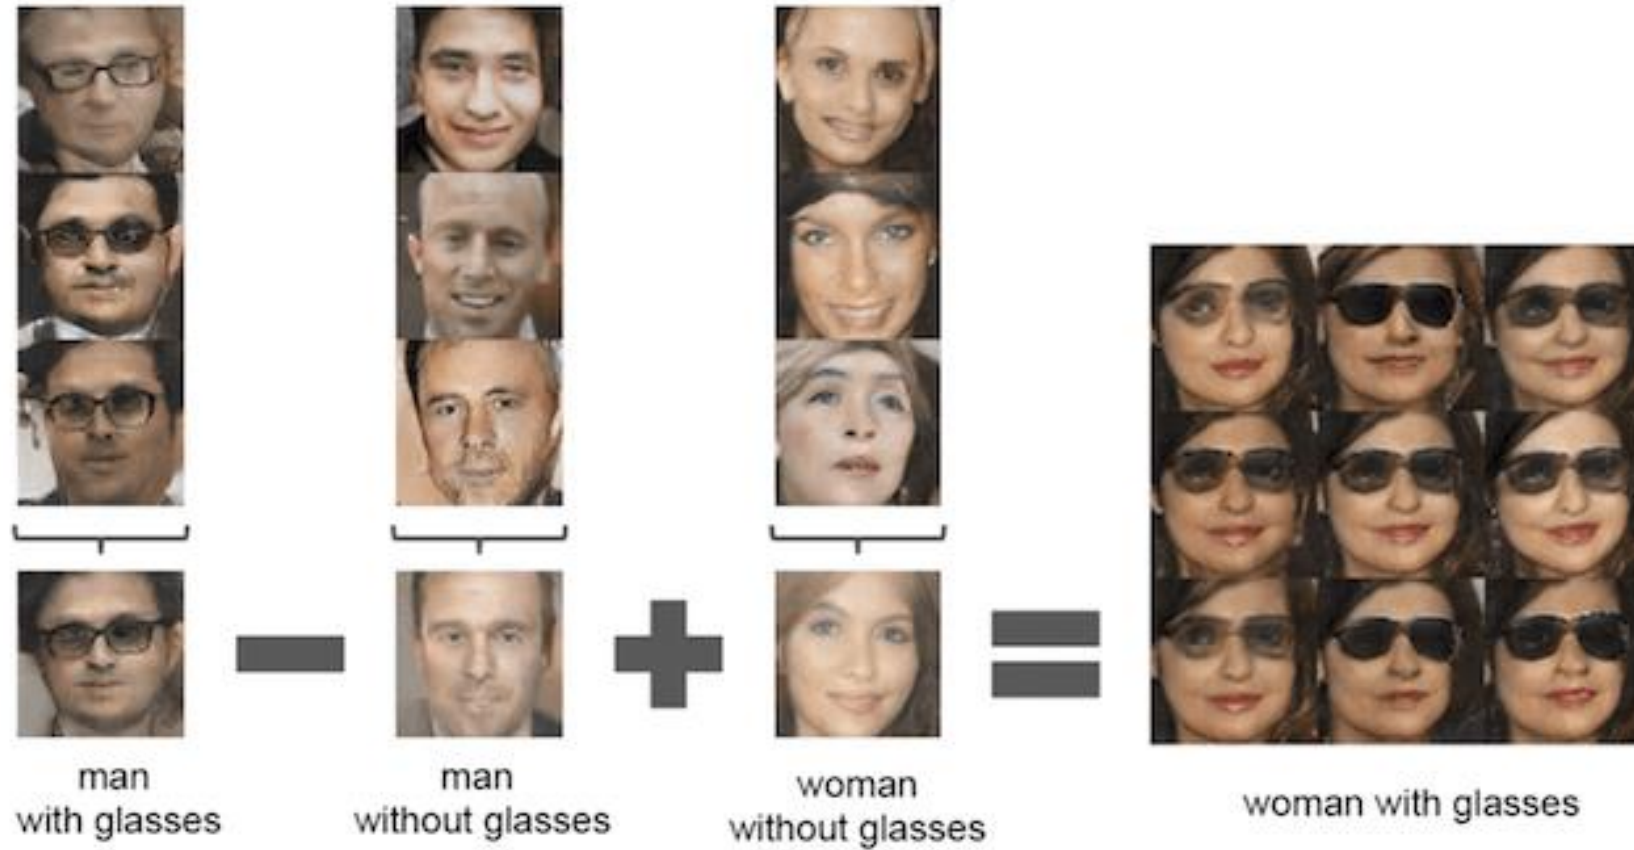 man
with glasses
man
without glasses
woman
without glasses
woman with glasses